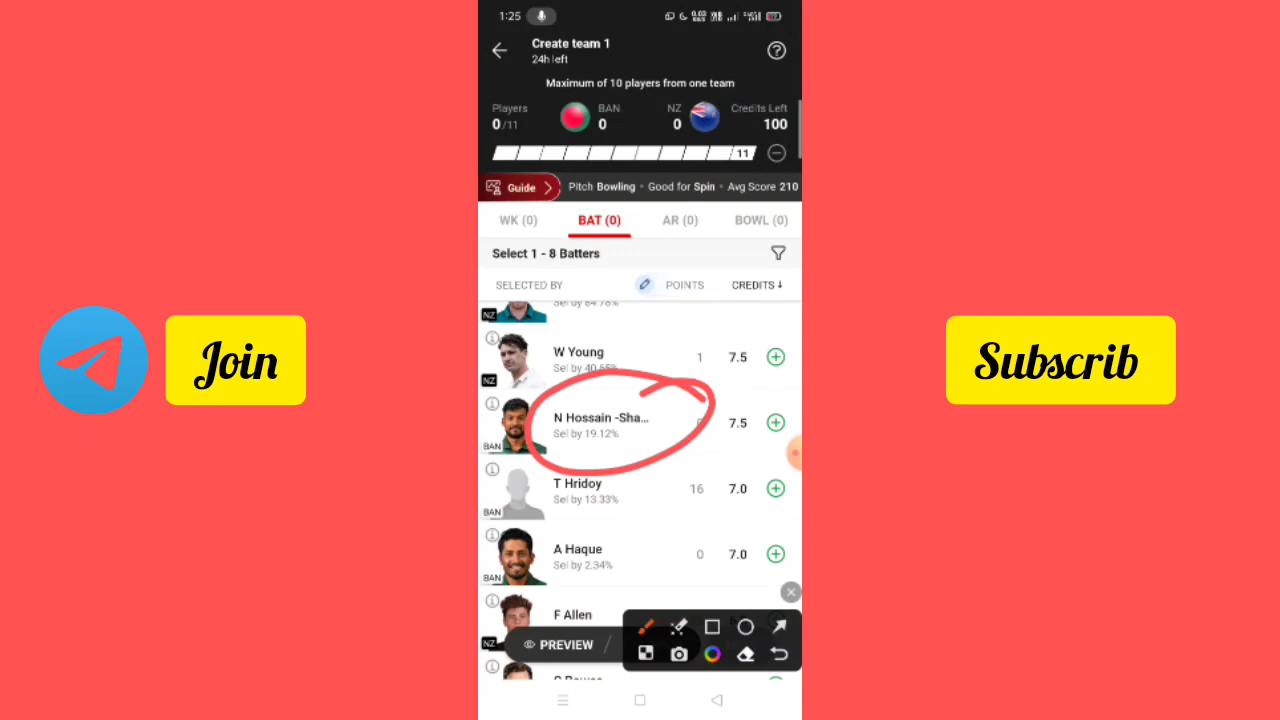 1:25
Create team 1
24h left
Maximum of 10 players from one team
Players
BAN
NZ
Credits Left
0/11
0
0
100
11
Guide
Pitch Bowling • Good for Spin • Avg Score 210
WK (0)
BAT (0)
AR (0)
BOWL (0)
Select 1 - 8 Batters
SELECTED BY
POINTS
CREDITS↓
NZ
Sel by 64.78%
W Young
1
7.5
NZ
Sel by 40.65%
N Hossain -Sha...
7.5
BAN
Sel by 19.12%
T Hridoy
16
7.0
BAN
Sel by 13.33%
A Haque
0
7.0
BAN
Sel by 2.34%
F Allen
NZ
PREVIEW
Join
Subscrib